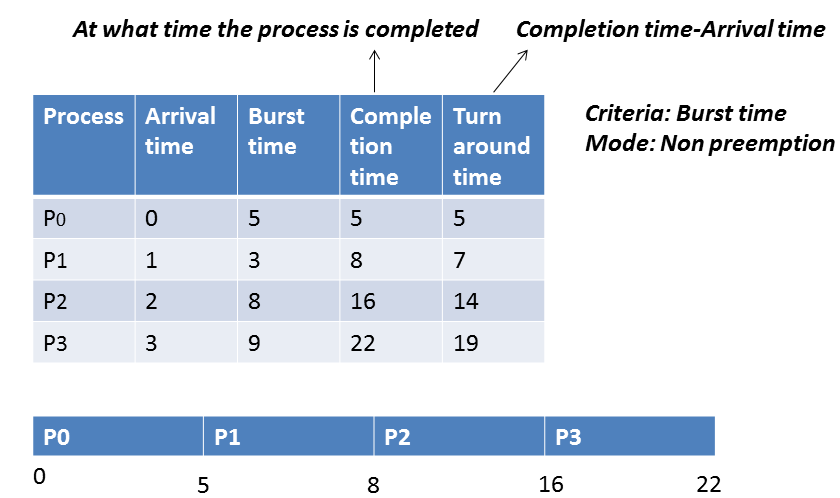 At what time the process is completed
Completion time-Arrival time
Process Arrival time Burst time Comple tion time Turn around time
Criteria: Burst time
Mode: Non preemption
P0 0 5 5 5
P1 1 3 8 7
P2 2 8 16 14
P3 3 9 22 19
P0 P1 P2 P3
0 5 8 16 22